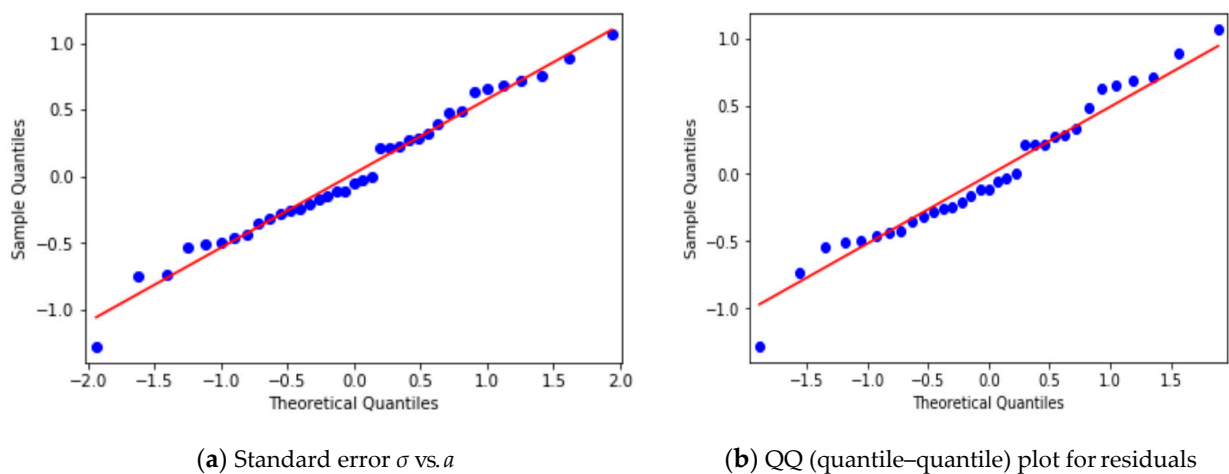 1.0
0.5
0.0
−0.5
−1.0
Sample Quantiles
−2.0 −1.5 −1.0 −0.5 0.0 0.5 1.0 1.5 2.0
Theoretical Quantiles
(a) Standard error σ vs. a
1.0
0.5
0.0
−0.5
−1.0
Sample Quantiles
−1.5 −1.0 −0.5 0.0 0.5 1.0 1.5
Theoretical Quantiles
(b) QQ (quantile–quantile) plot for residuals